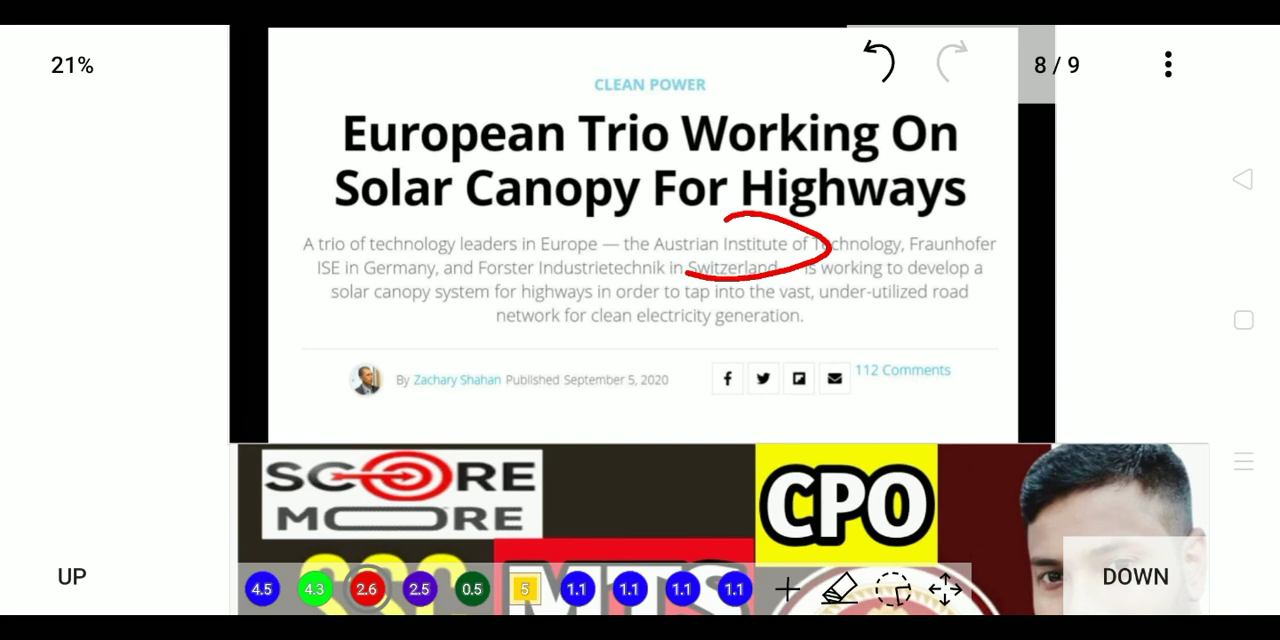 21%
8 / 9
CLEAN POWER
European Trio Working On
Solar Canopy For Highways
A trio of technology leaders in Europe — the Austrian Institute of Technology, Fraunhofer
ISE in Germany, and Forster Industrietechnik in Switzerland — is working to develop a
solar canopy system for highways in order to tap into the vast, under-utilized road
network for clean electricity generation.
By Zachary Shahan Published September 5, 2020
112 Comments
SCORE
MOORE
CPO
MTS
UP
4.5 4.3 2.6 2.5 0.5 5 1.1 1.1 1.1 1.1
DOWN